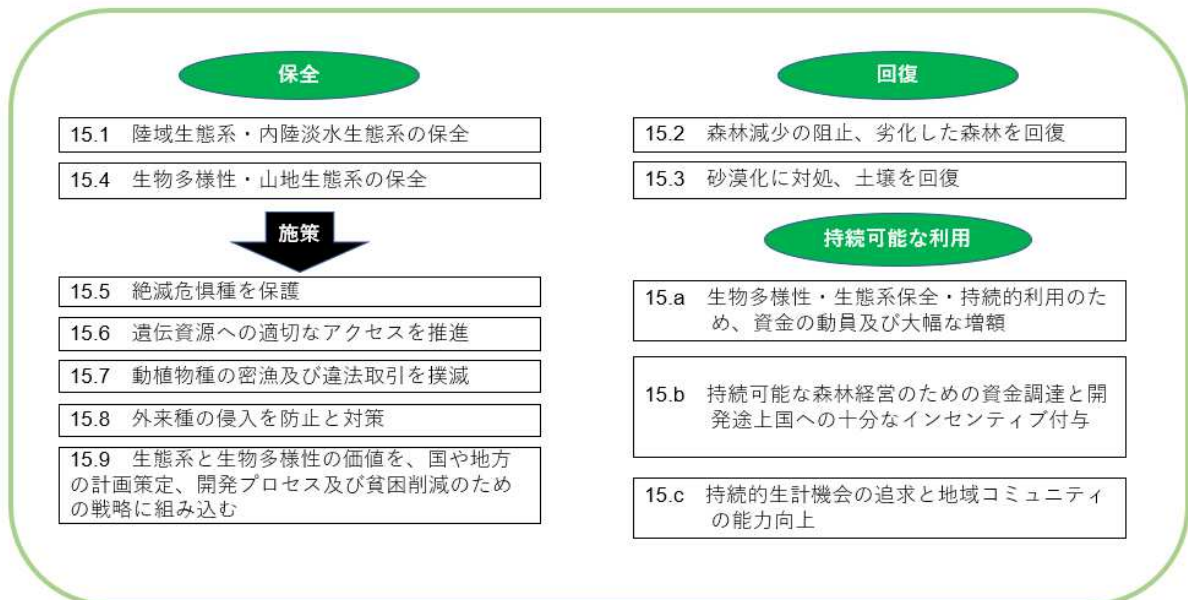 保全
15.1 陸域生態系・内陸淡水生態系の保全
15.4 生物多様性・山地生態系の保全
施策
15.5 絶滅危惧種を保護
15.6 遺伝資源への適切なアクセスを推進
15.7 動植物種の密漁及び違法取引を撲滅
15.8 外来種の侵入を防止と対策
15.9 生態系と生物多様性の価値を、国や地方
の計画策定、開発プロセス及び貧困削減のため
の戦略に組み込む
回復
15.2 森林減少の阻止、劣化した森林を回復
15.3 砂漠化に対処、土壌を回復
持続可能な利用
15.a 生物多様性・生態系保全・持続的利用のた
め、資金の動員及び大幅な増額
15.b 持続可能な森林経営のための資金調達と開
発途上国への十分なインセンティブ付与
15.c 持続的生計機会の追求と地域コミュニティ
の能力向上